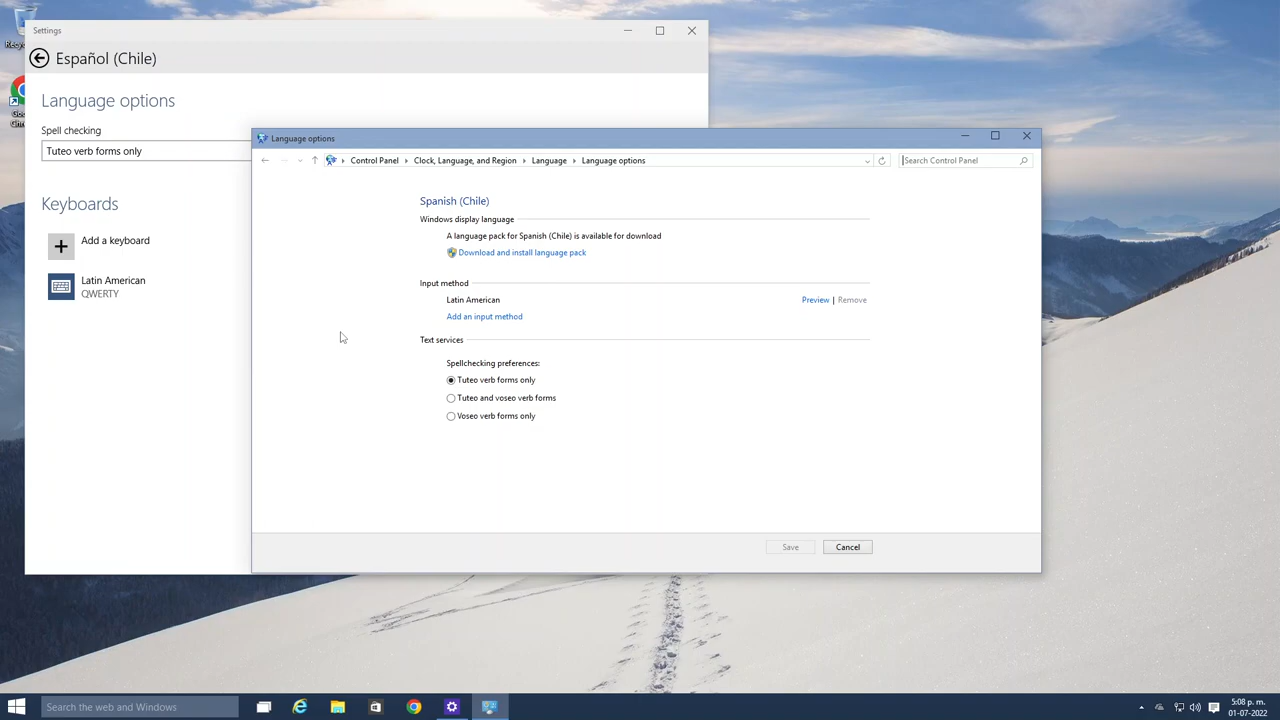 Settings
Español (Chile)
Language options
Spell checking
Tuteo verb forms only
Keyboards
Add a keyboard
Latin American
QWERTY
Language options
Control Panel
Clock, Language, and Region
Language
Language options
Search Control Panel
Spanish (Chile)
Windows display language
A language pack for Spanish (Chile) is available for download
Download and install language pack
Input method
Latin American
Preview | Remove
Add an input method
Text services
Spellchecking preferences:
Tuteo verb forms only
Tuteo and voseo verb forms
Voseo verb forms only
Save
Cancel
Search the web and Windows
5:08 p. m.
01-07-2022